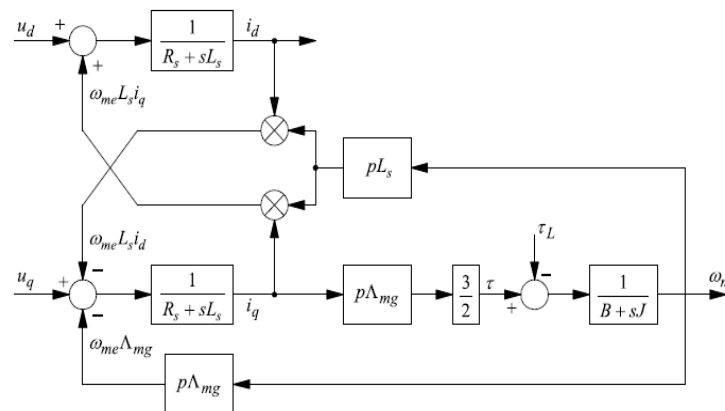 u_d + 1 i_d
R_s + sL_s
+
ω_me L_s i_q
pL_s
ω_me L_s i_d
τ_L
u_q + − 1 pΛ_mg 3 τ − 1 ω_m
− R_s + sL_s i_q 2 + B + sJ
ω_me Λ_mg
pΛ_mg